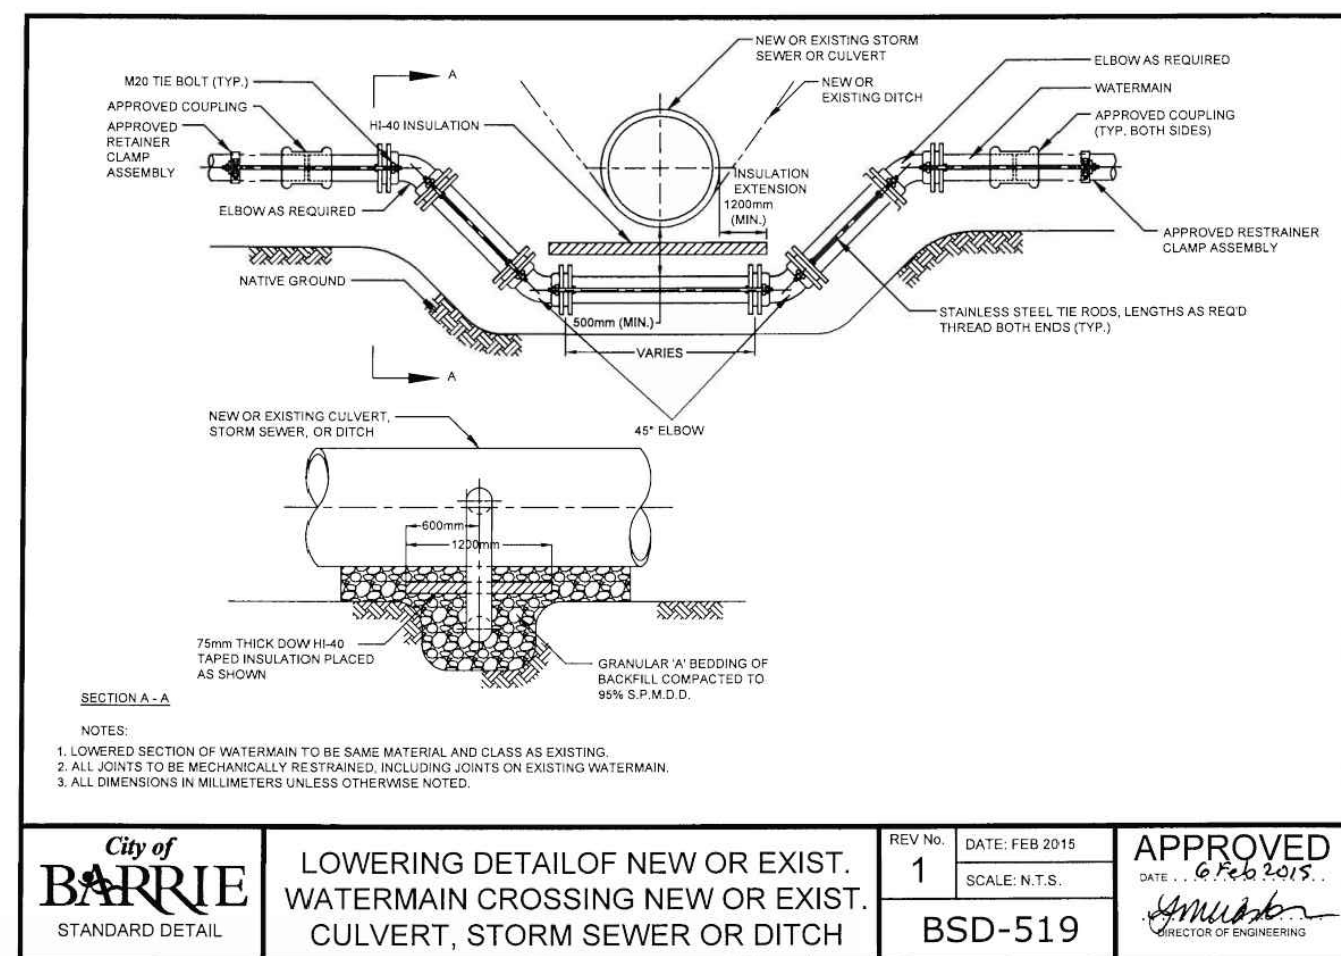 NEW OR EXISTING STORM
SEWER OR CULVERT
ELBOW AS REQUIRED
A
M20 TIE BOLT (TYP.)
NEW OR
EXISTING DITCH
WATERMAIN
APPROVED COUPLING
HI-40 INSULATION
APPROVED COUPLING
(TYP. BOTH SIDES)
APPROVED
RETAINER
CLAMP
ASSEMBLY
INSULATION
EXTENSION
1200mm
(MIN.)
ELBOW AS REQUIRED
APPROVED RESTRAINER
CLAMP ASSEMBLY
NATIVE GROUND
STAINLESS STEEL TIE RODS, LENGTHS AS REQ'D
THREAD BOTH ENDS (TYP.)
500mm (MIN.)
VARIES
A
45° ELBOW
NEW OR EXISTING CULVERT,
STORM SEWER, OR DITCH
600mm
1200mm
75mm THICK DOW HI-40
TAPED INSULATION PLACED
AS SHOWN
GRANULAR 'A' BEDDING OF
BACKFILL COMPACTED TO
95% S.P.M.D.D.
SECTION A - A
NOTES:
1. LOWERED SECTION OF WATERMAIN TO BE SAME MATERIAL AND CLASS AS EXISTING.
2. ALL JOINTS TO BE MECHANICALLY RESTRAINED, INCLUDING JOINTS ON EXISTING WATERMAIN.
3. ALL DIMENSIONS IN MILLIMETERS UNLESS OTHERWISE NOTED.
City of
BARRIE
STANDARD DETAIL
LOWERING DETAILOF NEW OR EXIST.
WATERMAIN CROSSING NEW OR EXIST.
CULVERT, STORM SEWER OR DITCH
REV No.
1
DATE: FEB 2015
SCALE: N.T.S.
BSD-519
APPROVED
DATE . . 6 Feb 2015 . .
DIRECTOR OF ENGINEERING